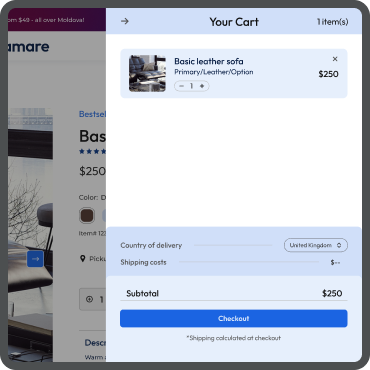 om $49 - all over Moldova!
amare
Bestsel
Bas
$250
Color: D
Item# 12
Picku
1
Descr
Warm a
Your Cart
1 item(s)
Basic leather sofa
Primary/Leather/Option
− 1 +
$250
Country of delivery
United Kingdom
Shipping costs
$--
Subtotal
$250
Checkout
*Shipping calculated at checkout